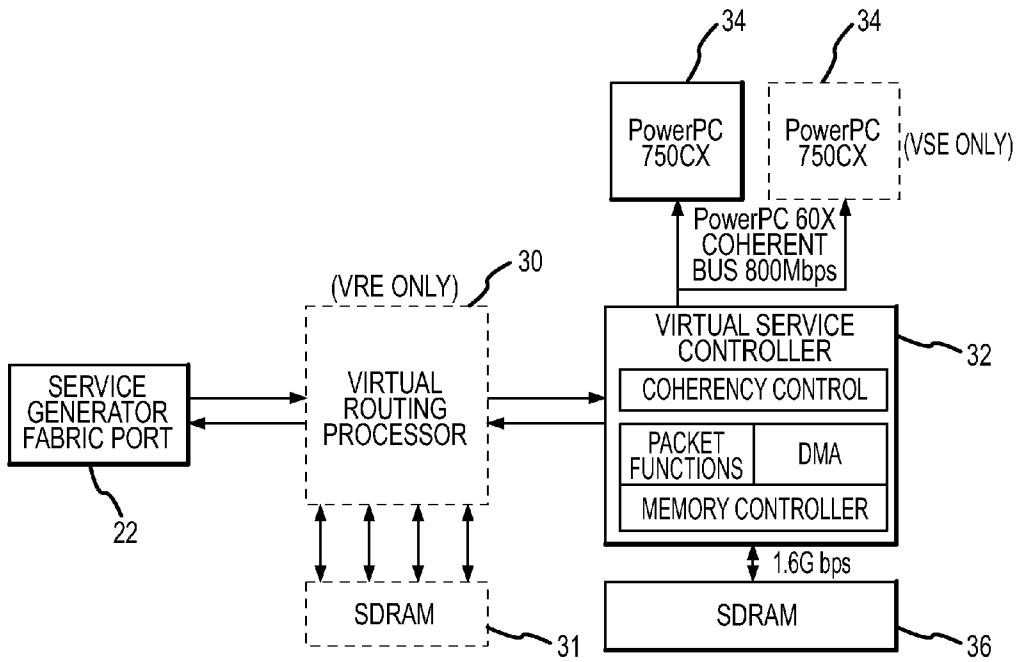 34
34
PowerPC
750CX
PowerPC
750CX
(VSE ONLY)
PowerPC 60X
COHERENT
BUS 800Mbps
(VRE ONLY)
30
VIRTUAL SERVICE
CONTROLLER
32
COHERENCY CONTROL
PACKET
FUNCTIONS
DMA
MEMORY CONTROLLER
SERVICE
GENERATOR
FABRIC PORT
22
VIRTUAL
ROUTING
PROCESSOR
1.6G bps
SDRAM
31
SDRAM
36